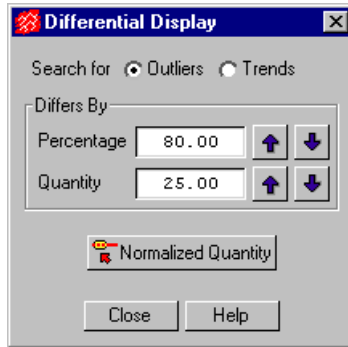 Differential Display
Search for Outliers Trends
Differs By
Percentage 80.00
Quantity 25.00
Normalized Quantity
Close Help